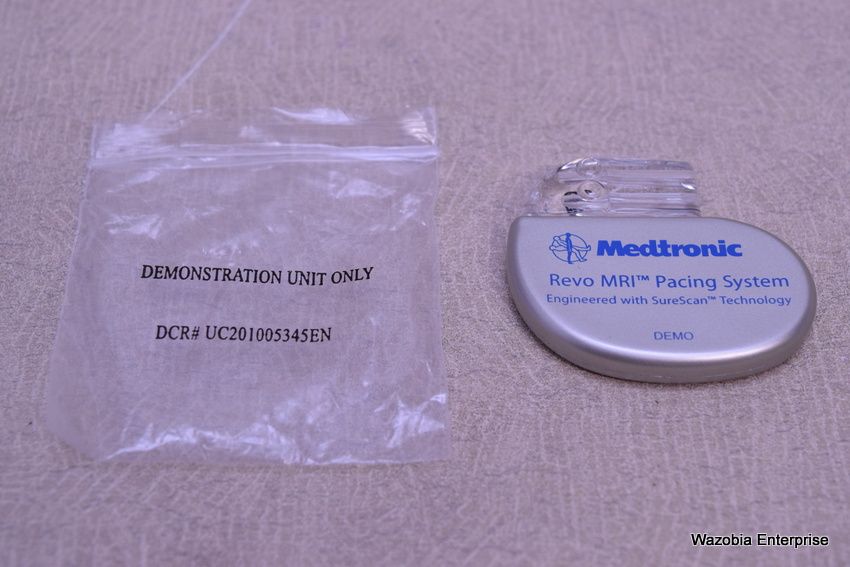 DEMONSTRATION UNIT ONLY
DCR# UC201005345EN
Medtronic
Revo MRI™ Pacing System
Engineered with SureScan™ Technology
DEMO
Wazobia Enterprise